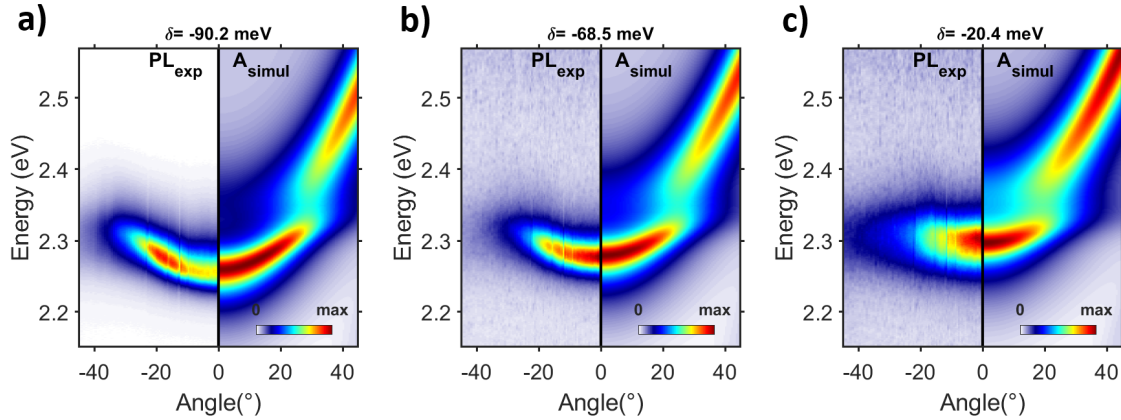 a)
δ= -90.2 meV
PLexp
Asimul
2.5
2.4
2.3
2.2
Energy (eV)
0
max
-40
-20
0
20
40
Angle(°)
b)
δ= -68.5 meV
PLexp
Asimul
2.5
2.4
2.3
2.2
Energy (eV)
0
max
-40
-20
0
20
40
Angle(°)
c)
δ= -20.4 meV
PLexp
Asimul
2.5
2.4
2.3
2.2
Energy (eV)
0
max
-40
-20
0
20
40
Angle(°)